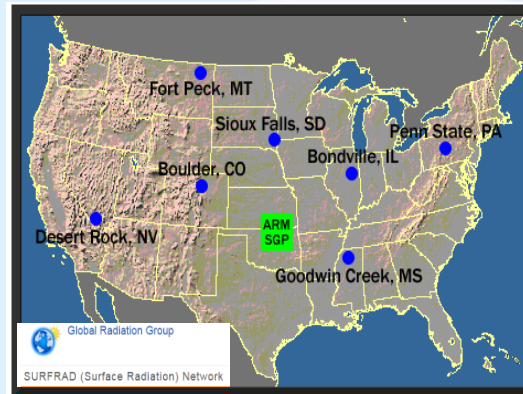 Fort Peck, MT
Sioux Falls, SD
Penn State, PA
Bondville, IL
Boulder, CO
ARM
SGP
Desert Rock, NV
Goodwin Creek, MS
Global Radiation Group
SURFRAD (Surface Radiation) Network